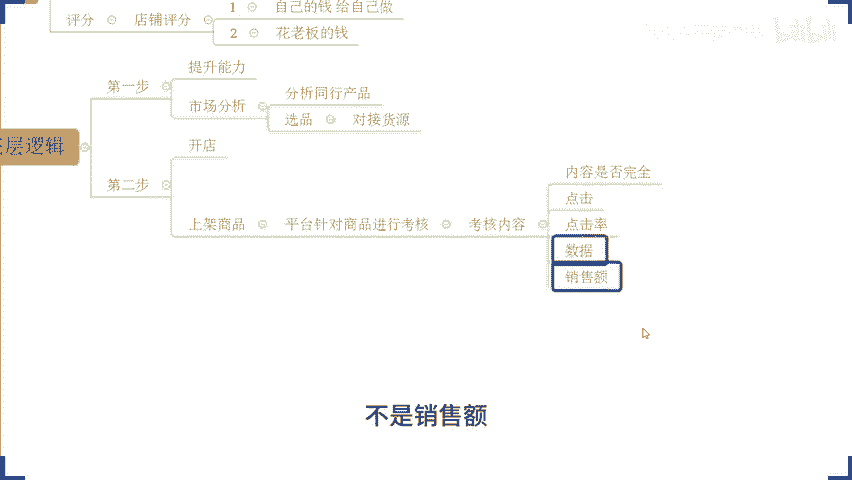 评分 店铺评分
1 自己的钱 给自己做
2 花老板的钱
层逻辑
第一步
提升能力
市场分析
分析同行产品
选品 对接货源
第二步
开店
上架商品 平台针对商品进行考核 考核内容
内容是否完全
点击
点击率
数据
销售额
不是销售额
bilibili